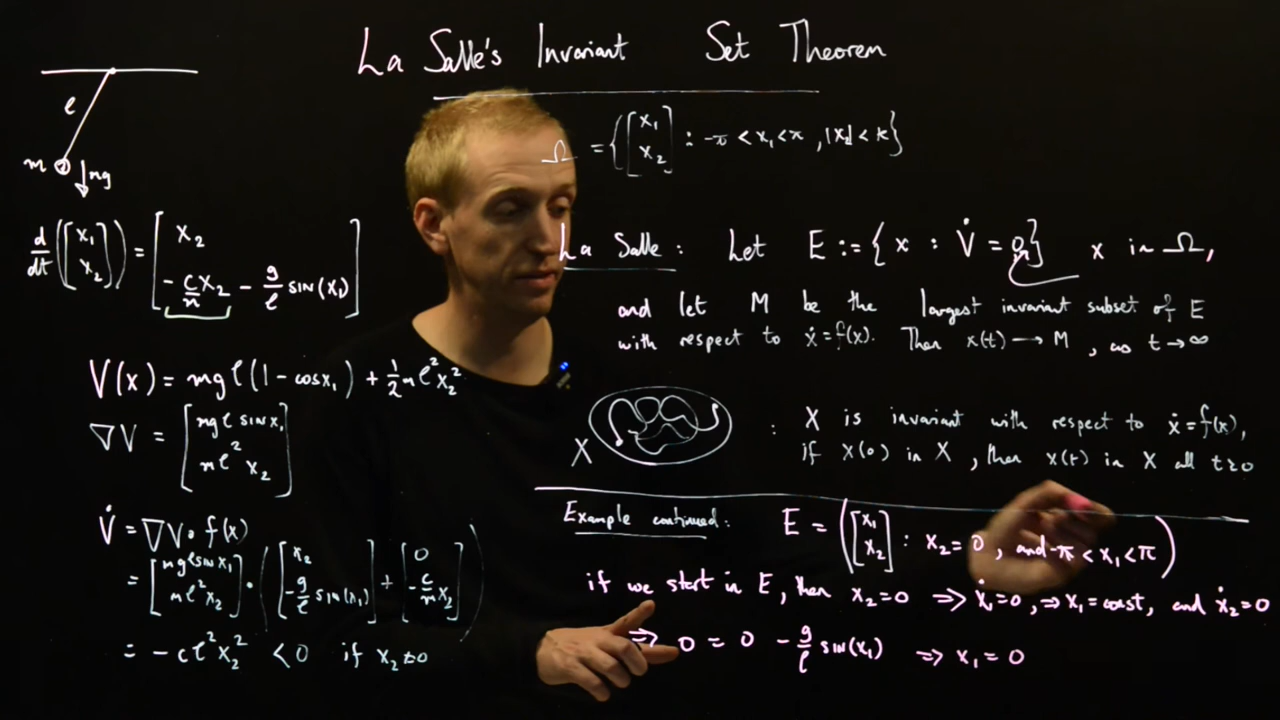 La Salle's Invariant Set Theorem
l
m
mg
Ω = {[x₁ x₂] : -π < x₁ < π , |x₂| < k}
d/dt([x₁ x₂]) = [x₂ -c/m x₂ - g/l sin(x₁)]
La Salle : Let E := {x : V̇ = 0} x in Ω,
and let M be the largest invariant subset of E
with respect to ẋ = f(x). Then x(t) → M , as t → ∞
V(x) = mgl(1 - cos x₁) + 1/2 ml² x₂²
∇V = [mgl sin x₁ ml² x₂]
X
: X is invariant with respect to ẋ = f(x),
if x(0) in X , then x(t) in X all t≥0
V̇ = ∇V • f(x)
= [mgl sin x₁ ml² x₂] • ([x₂ -g/l sin(x₁)] + [0 -c/m x₂])
= -cl² x₂² < 0 if x₂ ≠ 0
Example continued: E = ([x₁ x₂] : x₂ = 0 , and -π < x₁ < π)
if we start in E, then x₂=0 ⇒ ẋ₁=0, ⇒ x₁=const, and ẋ₂=0
⇒ 0 = 0 - g/l sin(x₁) ⇒ x₁ = 0